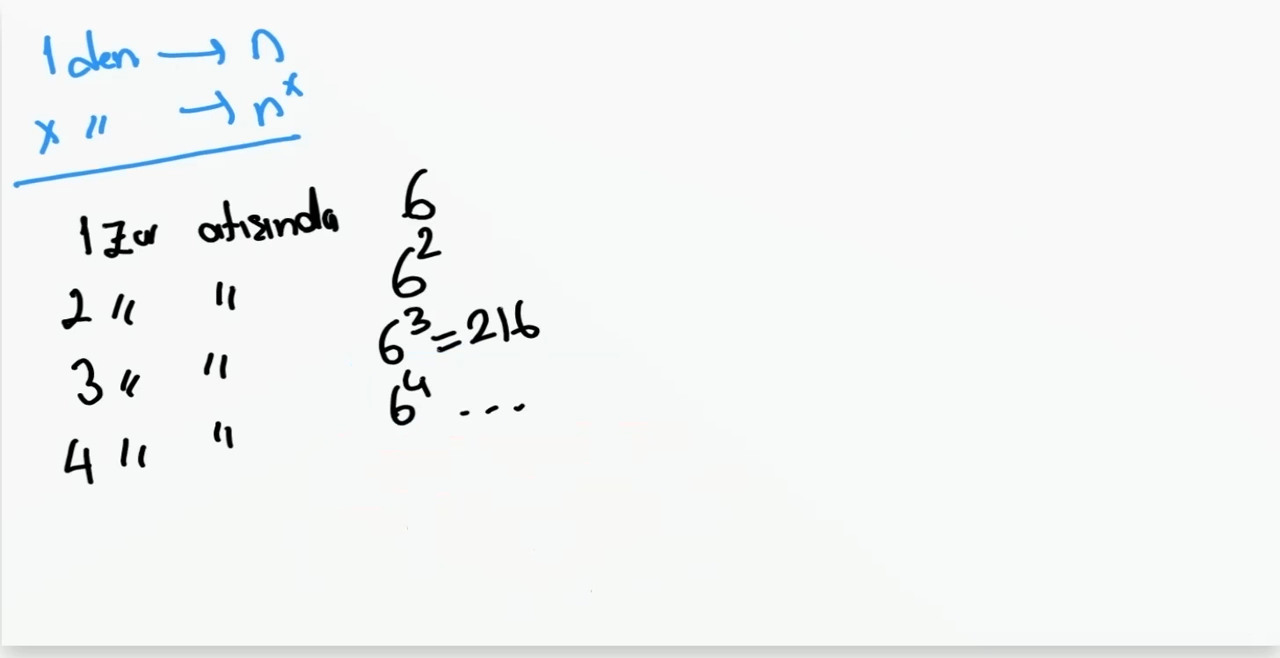 1 den → n
x " → n^x
1 Zar atışında 6
2 " " 6^2
3 " " 6^3 = 216
4 " " 6^4 ...